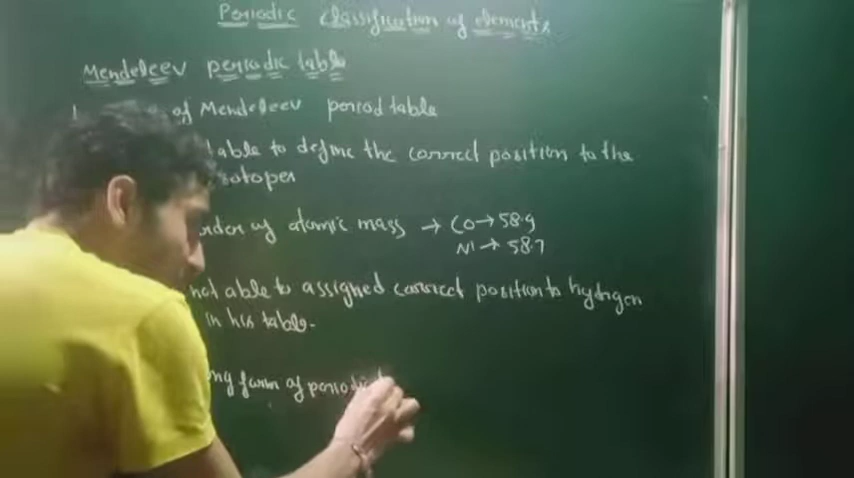 Periodic classification of elements
Mendeleev periodic table
of Mendeleev period table
table to define the correct position to the
isotopes
order of atomic mass → Co → 58.9
Ni → 58.7
not able to assigned correct position to hydrogen
in his table.
form of periodic